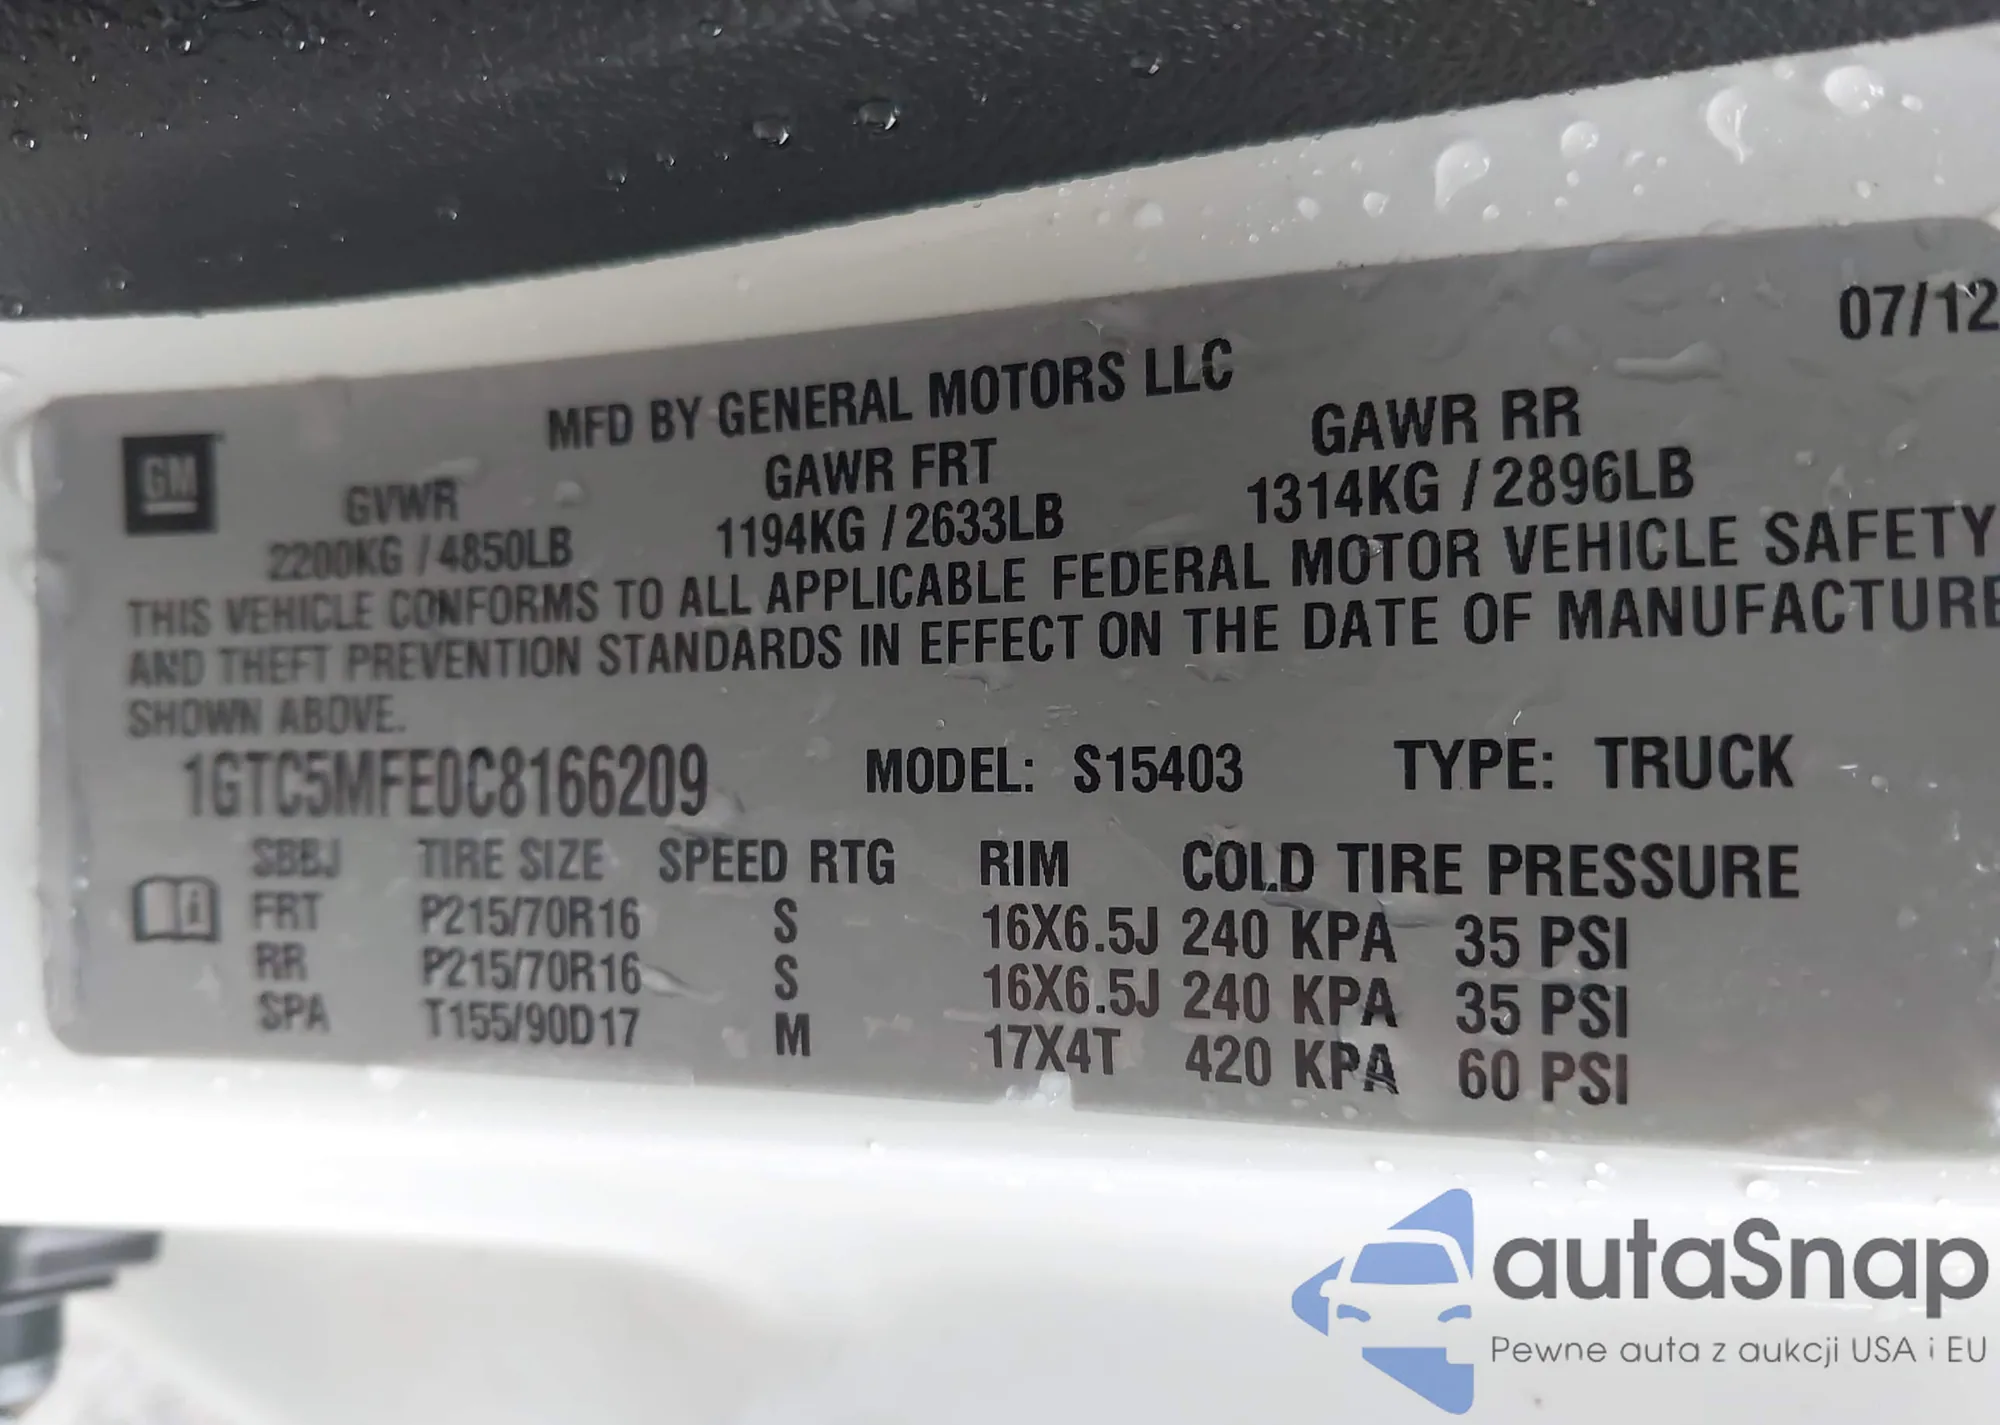 07/12
MFD BY GENERAL MOTORS LLC
GM
GVWR GAWR FRT GAWR RR
2200KG / 4850LB 1194KG / 2633LB 1314KG / 2896LB
THIS VEHICLE CONFORMS TO ALL APPLICABLE FEDERAL MOTOR VEHICLE SAFETY
AND THEFT PREVENTION STANDARDS IN EFFECT ON THE DATE OF MANUFACTURE
SHOWN ABOVE.
1GTC5MFE0C8166209 MODEL: S15403 TYPE: TRUCK
SBBJ TIRE SIZE SPEED RTG RIM COLD TIRE PRESSURE
FRT P215/70R16 S 16X6.5J 240 KPA 35 PSI
RR P215/70R16 S 16X6.5J 240 KPA 35 PSI
SPA T155/90D17 M 17X4T 420 KPA 60 PSI
autaSnap
Pewne auta z aukcji USA i EU